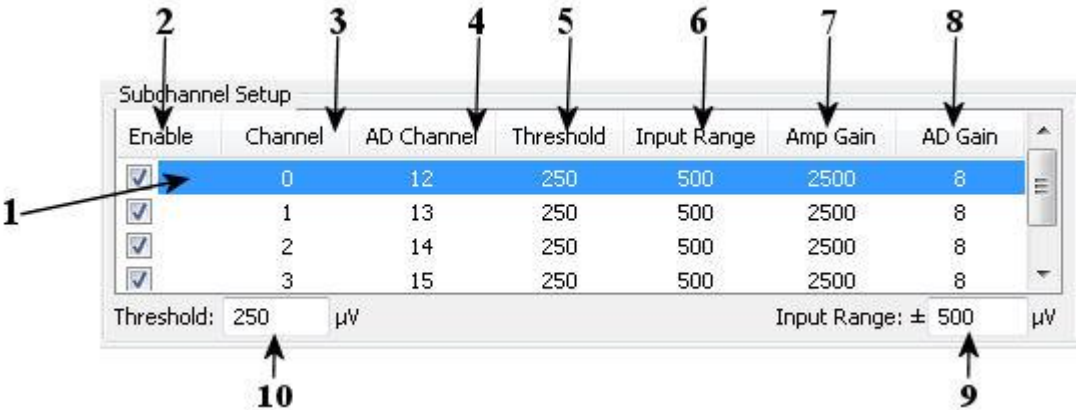 2 3 4 5 6 7 8
Subchannel Setup
Enable Channel AD Channel Threshold Input Range Amp Gain AD Gain
0 12 250 500 2500 8
1
1 13 250 500 2500 8
2 14 250 500 2500 8
3 15 250 500 2500 8
Threshold: 250 µV Input Range: ± 500 µV
10 9